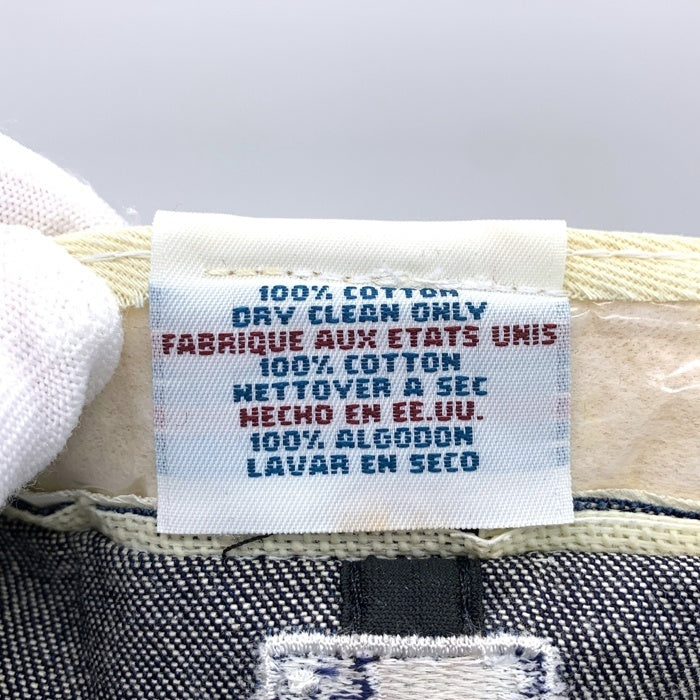 100% COTTON
DRY CLEAN ONLY
FABRIQUE AUX ETATS UNIS
100% COTTON
NETTOYER A SEC
HECHO EN EE.UU.
100% ALGODON
LAVAR EN SECO